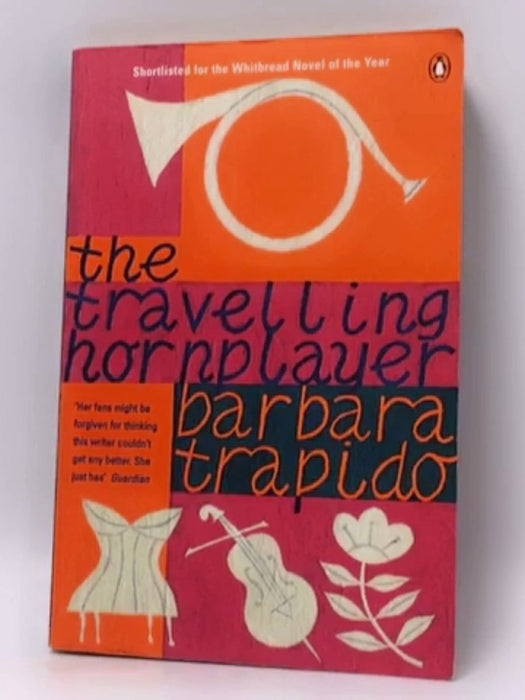 Shortlisted for the Whitbread Novel of the Year
the
travelling
hornplayer
barbara
trapido
'Her fans might be
forgiven for thinking
this writer couldn't
get any better. She
just has' Guardian